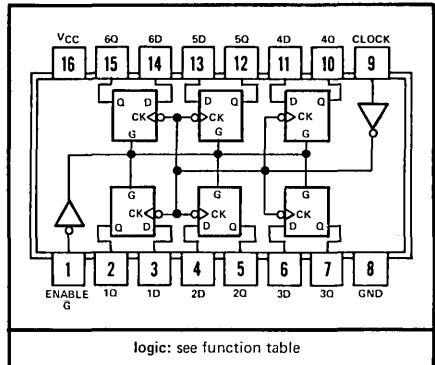 VCC 6Q 6D 5D 5Q 4D 4Q CLOCK
16 15 14 13 12 11 10 9
Q D D Q D Q
CK CK CK
G G G
G G G
CK CK CK
Q D D Q D Q
1 2 3 4 5 6 7 8
ENABLE G 1Q 1D 2D 2Q 3D 3Q GND
logic: see function table